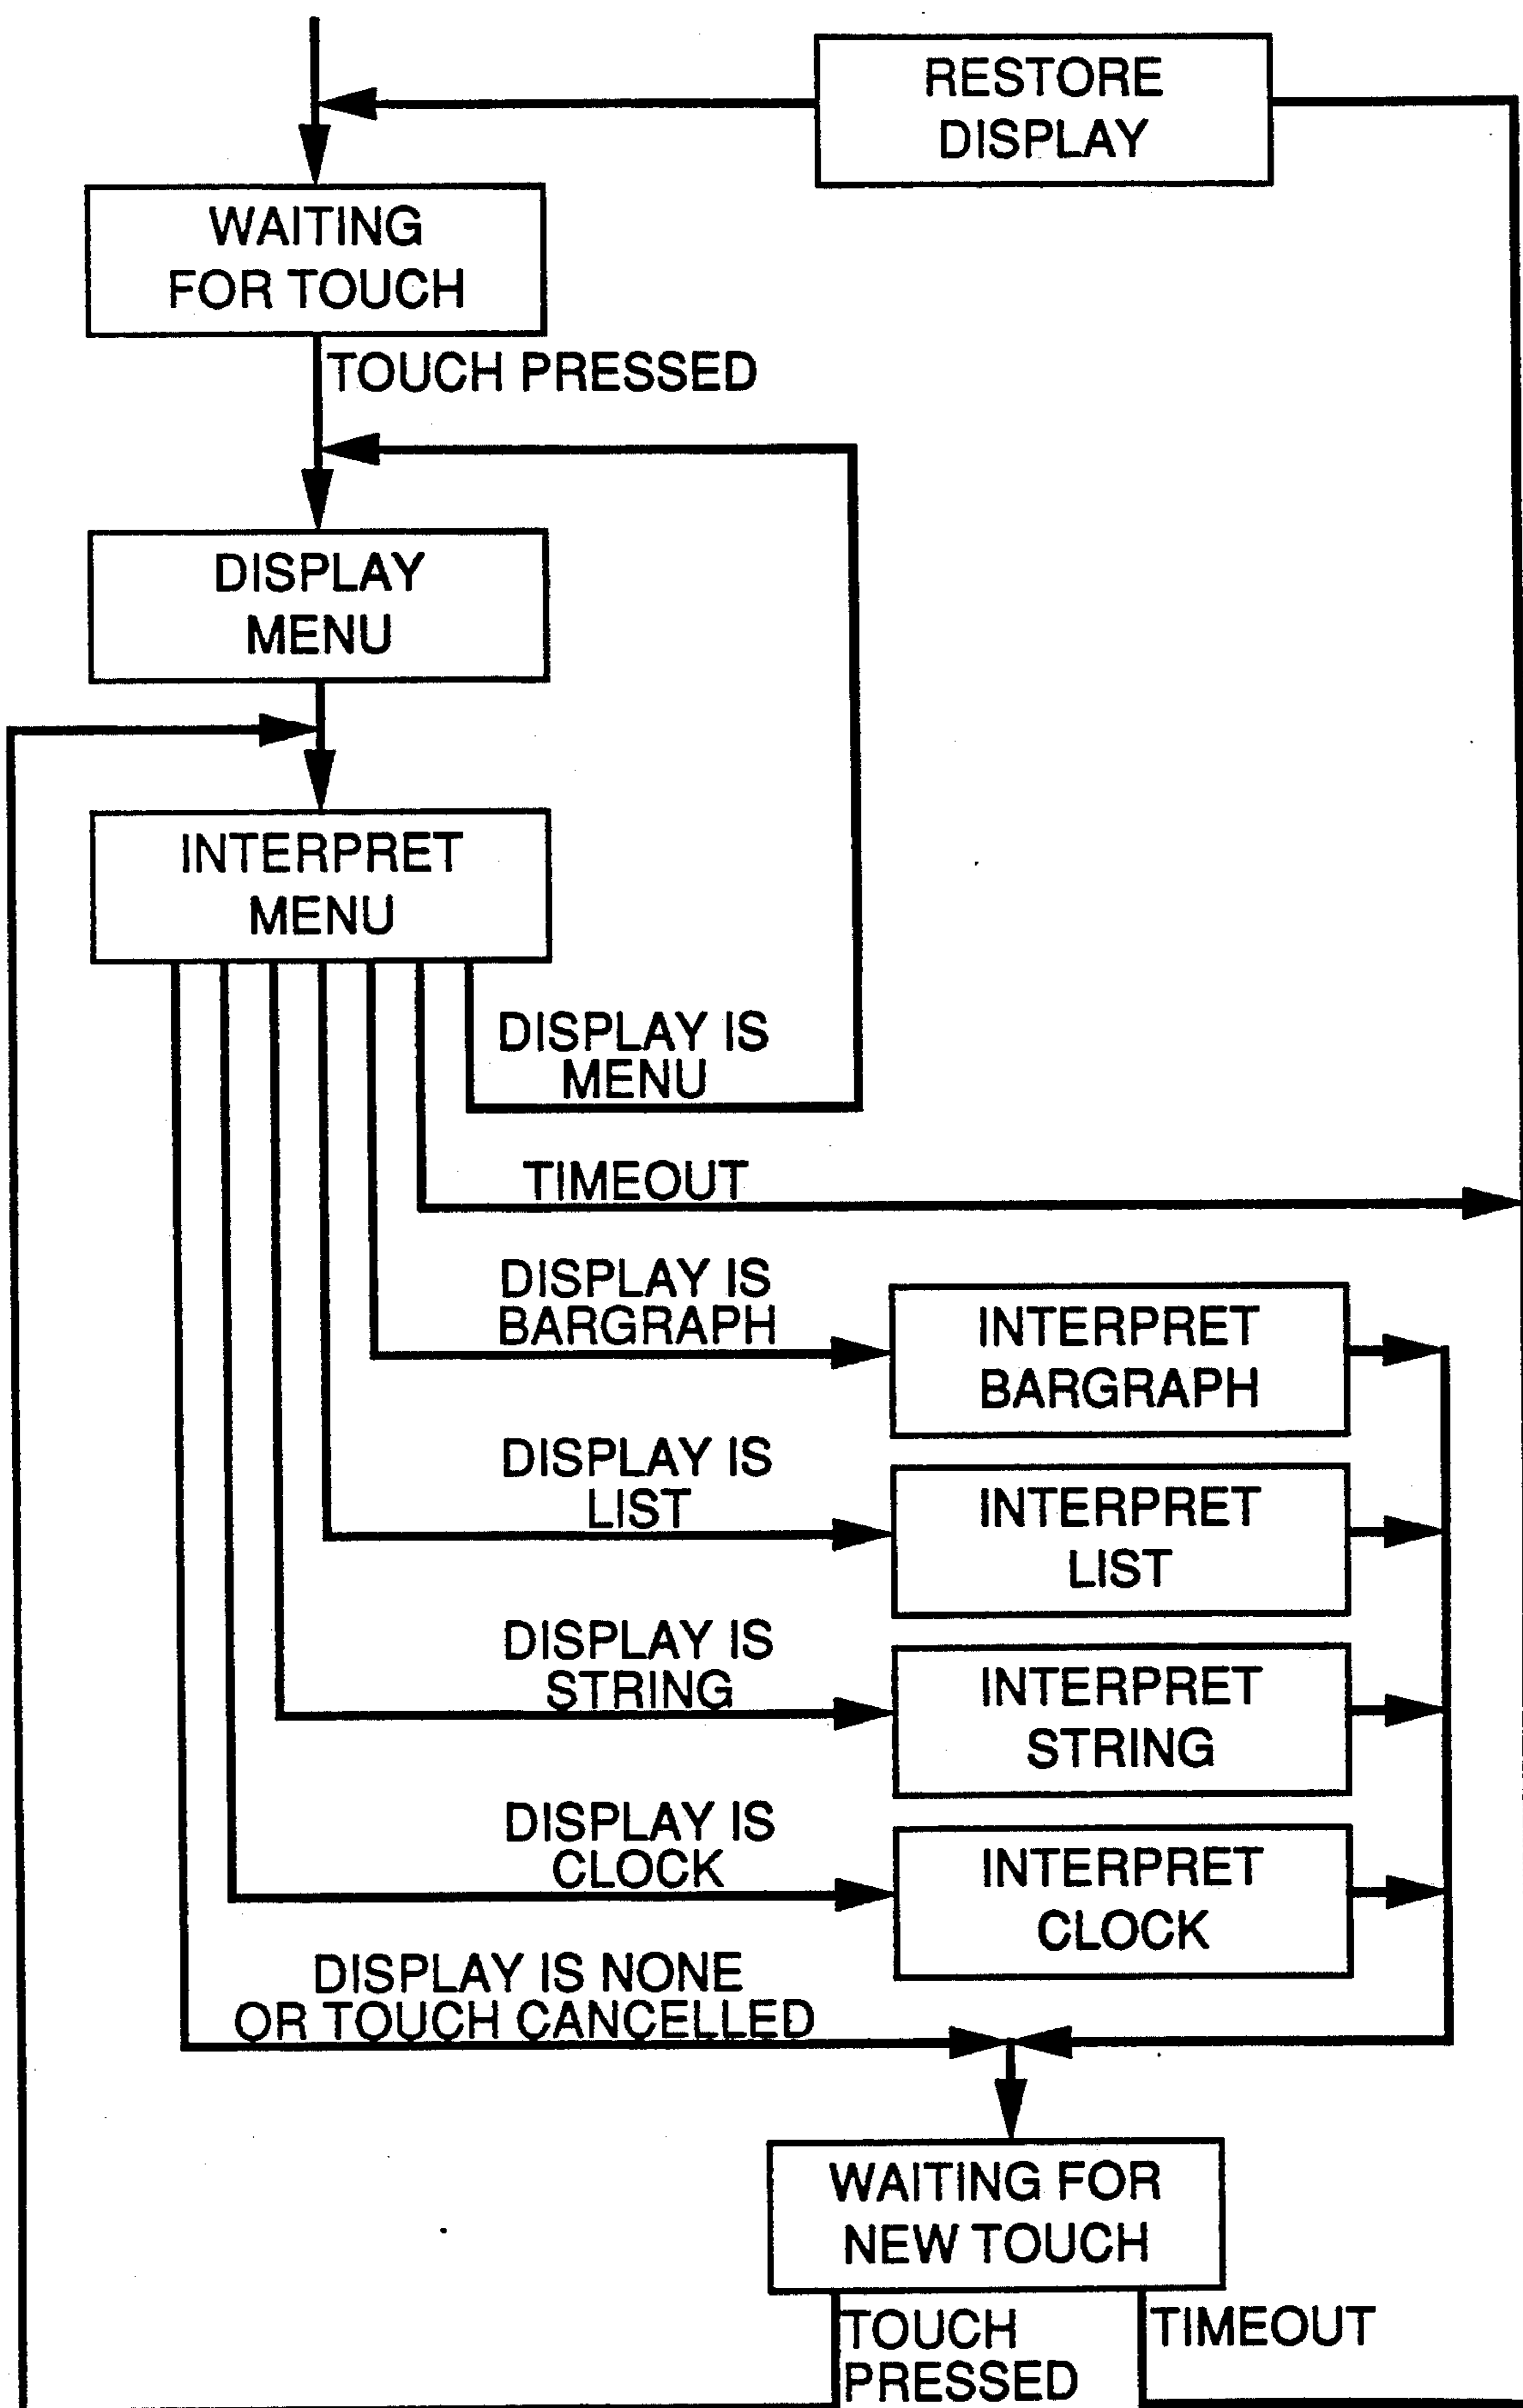 RESTORE
DISPLAY
WAITING
FOR TOUCH
TOUCH PRESSED
DISPLAY
MENU
INTERPRET
MENU
DISPLAY IS
MENU
TIMEOUT
DISPLAY IS
BARGRAPH
INTERPRET
BARGRAPH
DISPLAY IS
LIST
INTERPRET
LIST
DISPLAY IS
STRING
INTERPRET
STRING
DISPLAY IS
CLOCK
INTERPRET
CLOCK
DISPLAY IS NONE
OR TOUCH CANCELLED
WAITING FOR
NEW TOUCH
TOUCH
PRESSED
TIMEOUT